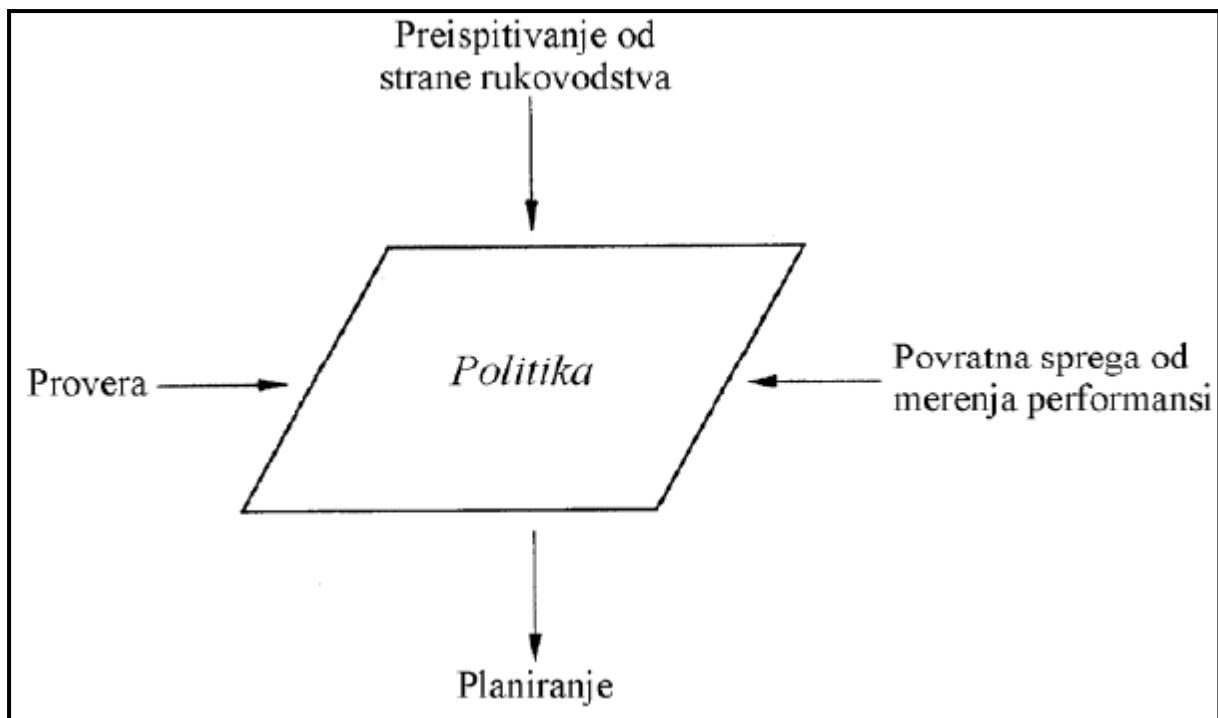 Preispitivanje od
strane rukovodstva
Provera
Politika
Povratna sprega od
merenja performansi
Planiranje